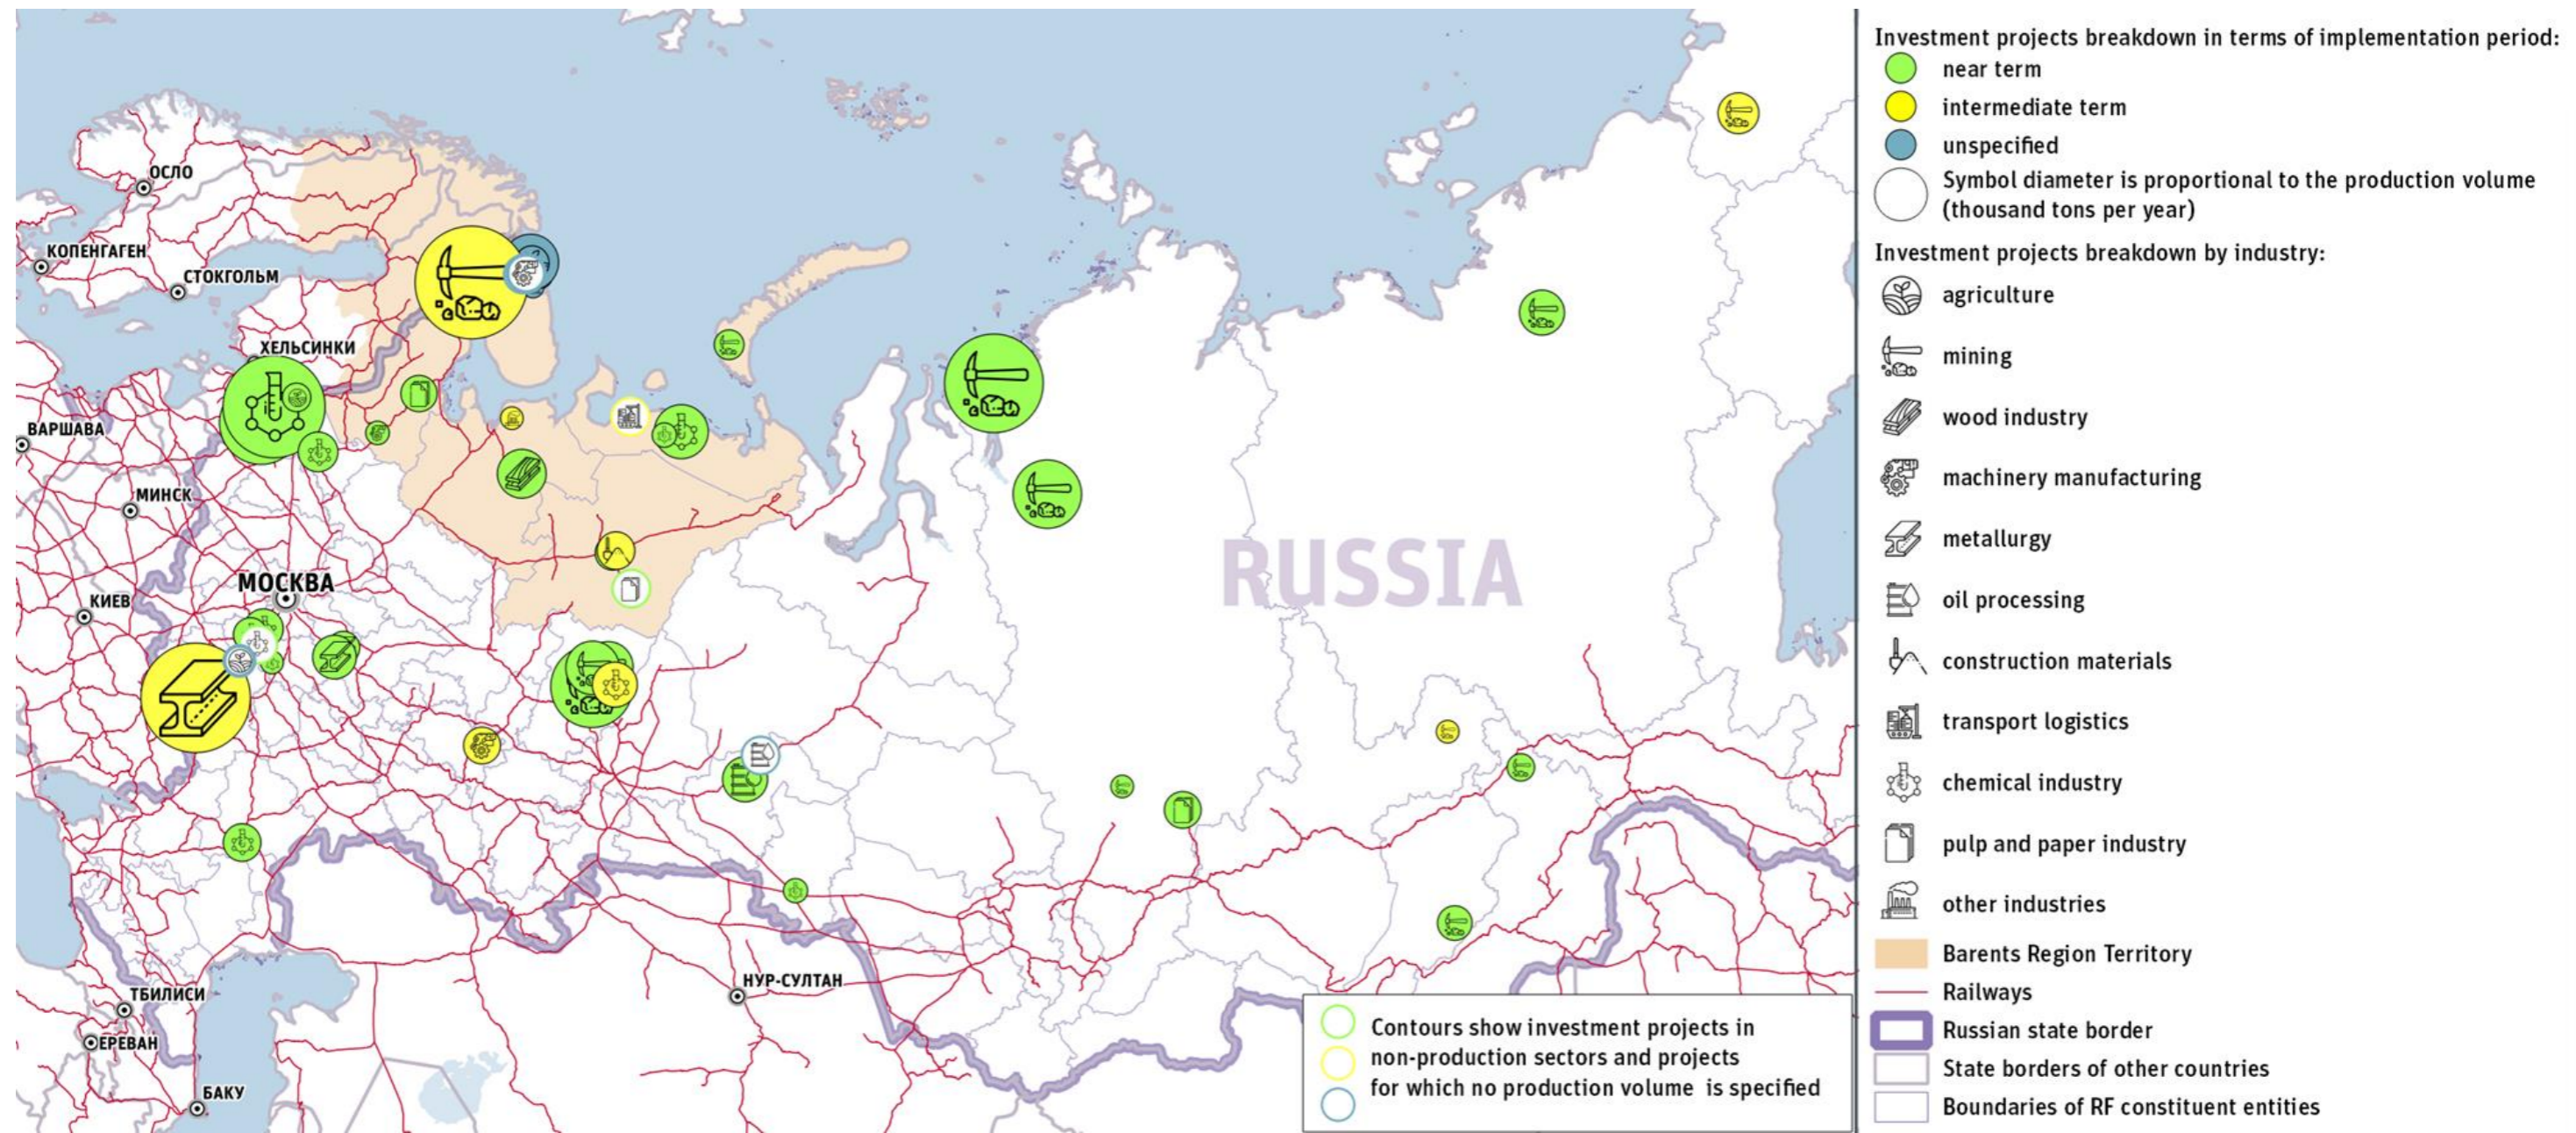 ОСЛО
КОПЕНГАГЕН
СТОКГОЛЬМ
ХЕЛЬСИНКИ
ВАРШАВА
МИНСК
МОСКВА
КИЕВ
RUSSIA
НУР-СУЛТАН
ТБИЛИСИ
ЕРЕВАН
БАКУ
Contours show investment projects in
non-production sectors and projects
for which no production volume is specified
Investment projects breakdown in terms of implementation period:
near term
intermediate term
unspecified
Symbol diameter is proportional to the production volume
(thousand tons per year)
Investment projects breakdown by industry:
agriculture
mining
wood industry
machinery manufacturing
metallurgy
oil processing
construction materials
transport logistics
chemical industry
pulp and paper industry
other industries
Barents Region Territory
Railways
Russian state border
State borders of other countries
Boundaries of RF constituent entities